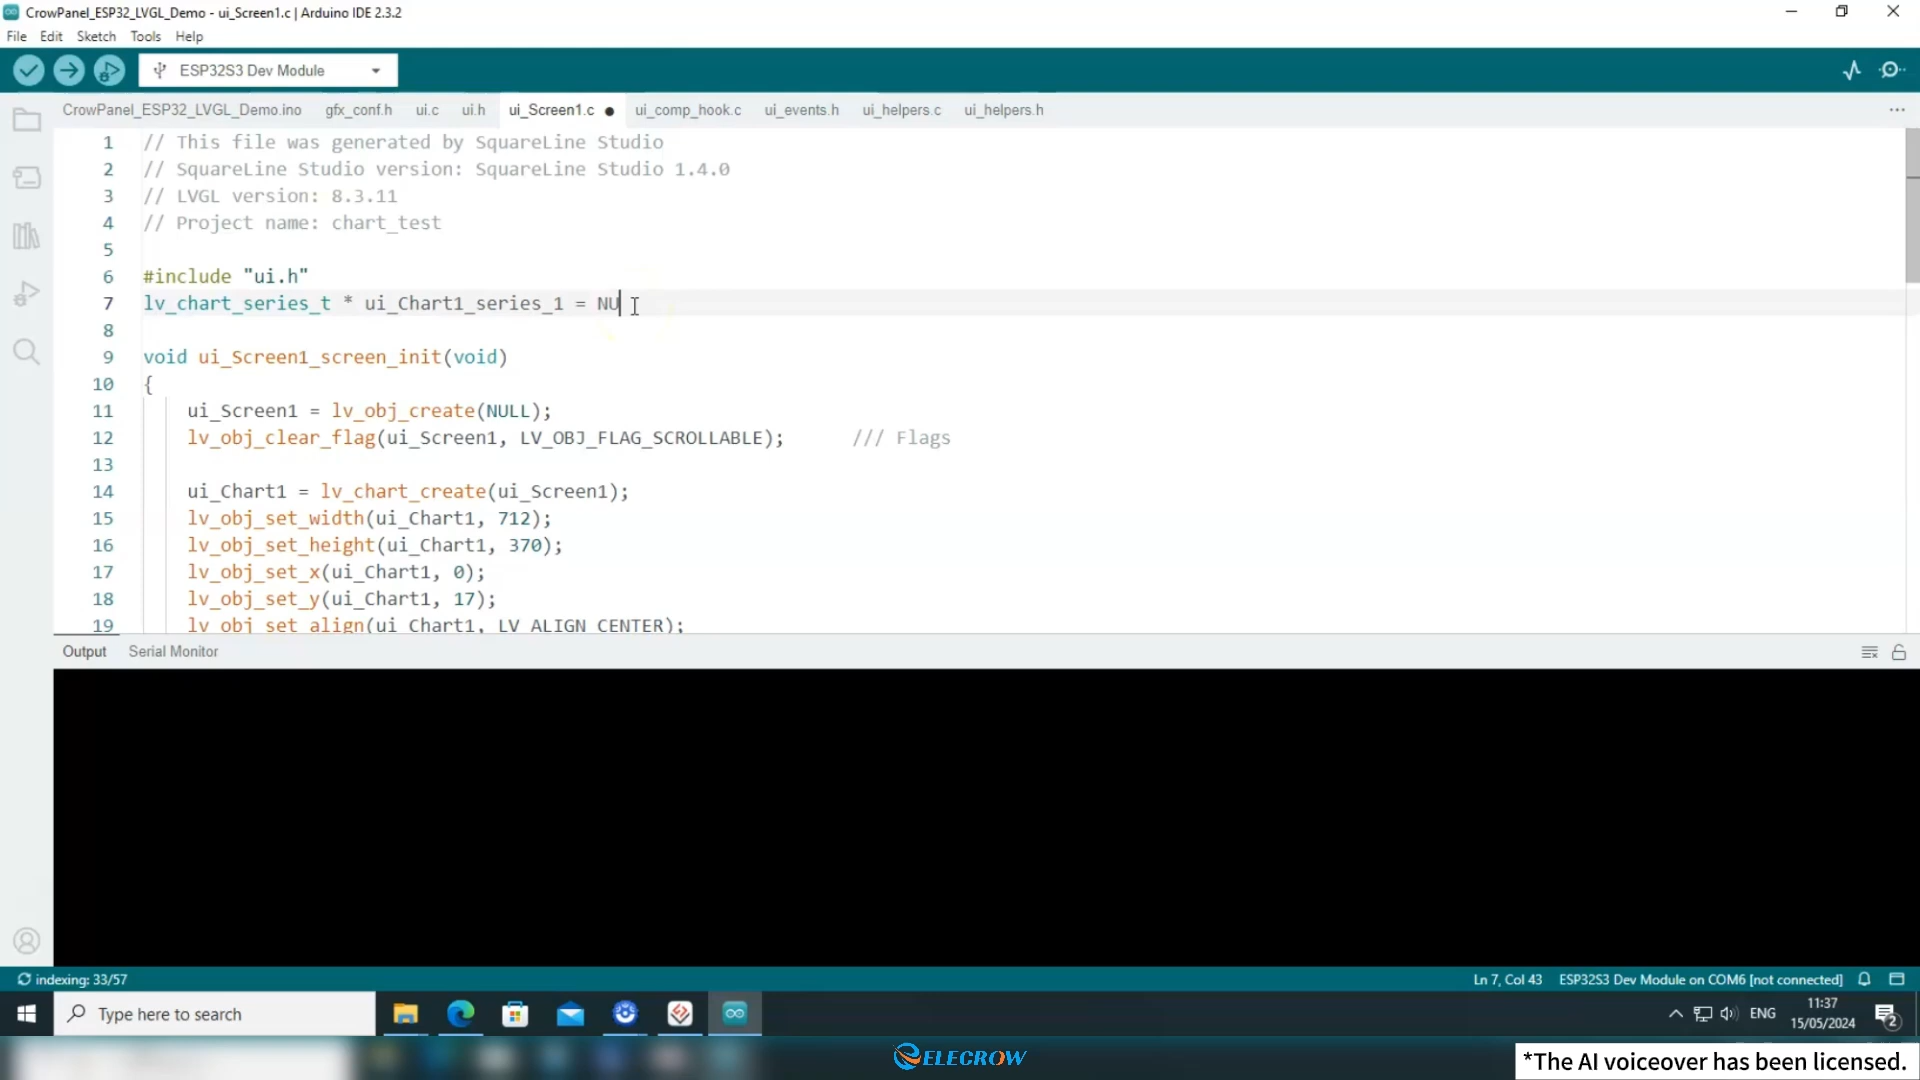 CrowPanel_ESP32_LVGL_Demo - ui_Screen1.c | Arduino IDE 2.3.2
File Edit Sketch Tools Help
ESP32S3 Dev Module
CrowPanel_ESP32_LVGL_Demo.ino gfx_conf.h ui.c ui.h ui_Screen1.c ● ui_comp_hook.c ui_events.h ui_helpers.c ui_helpers.h ...
1 // This file was generated by SquareLine Studio
2 // SquareLine Studio version: SquareLine Studio 1.4.0
3 // LVGL version: 8.3.11
4 // Project name: chart_test
5
6 #include "ui.h"
7 lv_chart_series_t * ui_Chart1_series_1 = NU
8
9 void ui_Screen1_screen_init(void)
10 {
11 ui_Screen1 = lv_obj_create(NULL);
12 lv_obj_clear_flag(ui_Screen1, LV_OBJ_FLAG_SCROLLABLE); /// Flags
13
14 ui_Chart1 = lv_chart_create(ui_Screen1);
15 lv_obj_set_width(ui_Chart1, 712);
16 lv_obj_set_height(ui_Chart1, 370);
17 lv_obj_set_x(ui_Chart1, 0);
18 lv_obj_set_y(ui_Chart1, 17);
19 lv_obj_set_align(ui_Chart1, LV_ALIGN_CENTER);
Output Serial Monitor
indexing: 33/57 Ln 7, Col 43 ESP32S3 Dev Module on COM6 [not connected]
Type here to search ENG 11:37
15/05/2024 2
ELECROW
*The AI voiceover has been licensed.